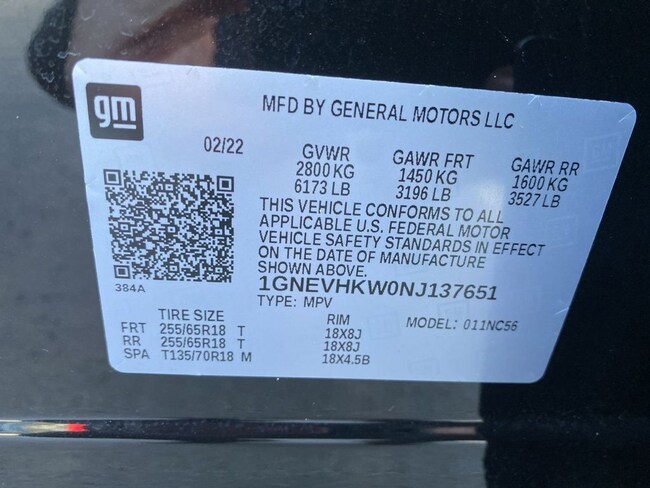 gm
MFD BY GENERAL MOTORS LLC
02/22 GVWR GAWR FRT GAWR RR
2800 KG 1450 KG 1600 KG
6173 LB 3196 LB 3527 LB
THIS VEHICLE CONFORMS TO ALL
APPLICABLE U.S. FEDERAL MOTOR
VEHICLE SAFETY STANDARDS IN EFFECT
ON THE DATE OF MANUFACTURE
SHOWN ABOVE.
384A
1GNEVHKW0NJ137651
TYPE: MPV
TIRE SIZE RIM MODEL: 011NC56
FRT 255/65R18 T 18X8J
RR 255/65R18 T 18X8J
SPA T135/70R18 M 18X4.5B